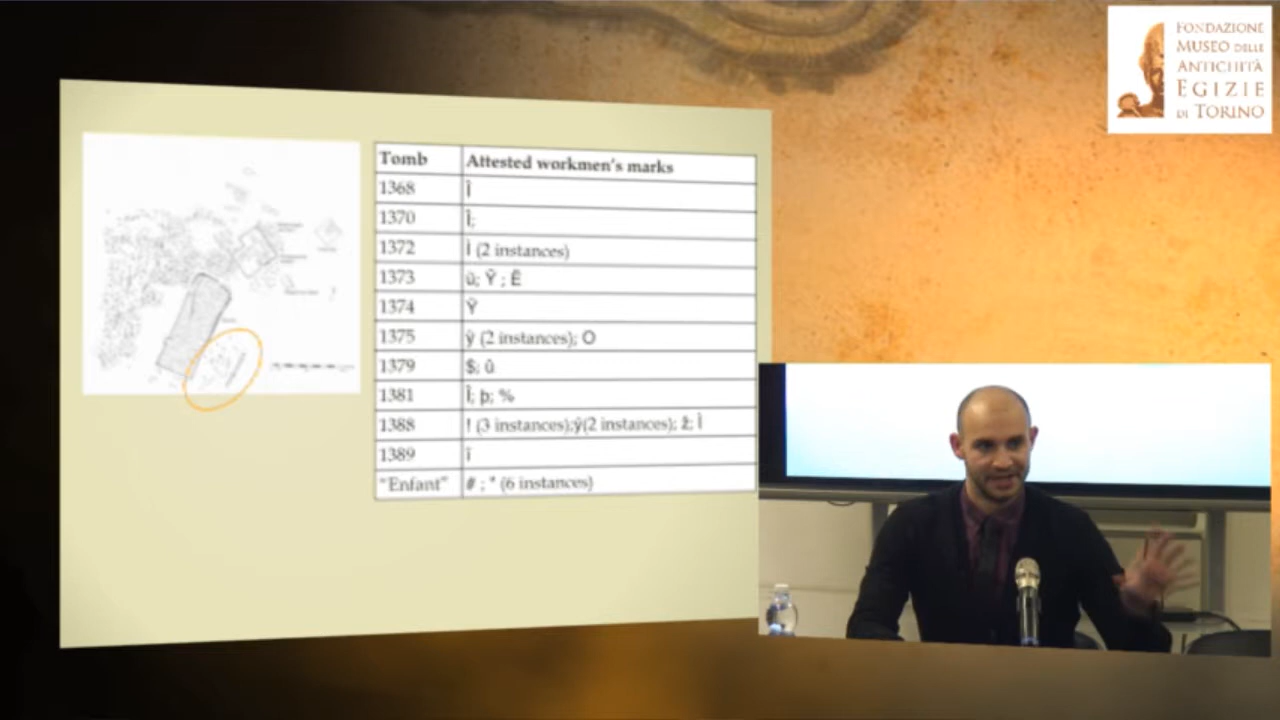 FONDAZIONE
MUSEO DELLE
ANTICHITÀ
EGIZIE
DI TORINO
Tomb Attested workmen's marks
1368 Î
1370 Î;
1372 Ì (2 instances)
1373 ù; Ÿ ; Ê
1374 Ÿ
1375 ŷ (2 instances); O
1379 $; û
1381 Î; þ; %
1388 ! (3 instances);ŷ(2 instances); ž; Ì
1389 ï
"Enfant" # ; " (6 instances)